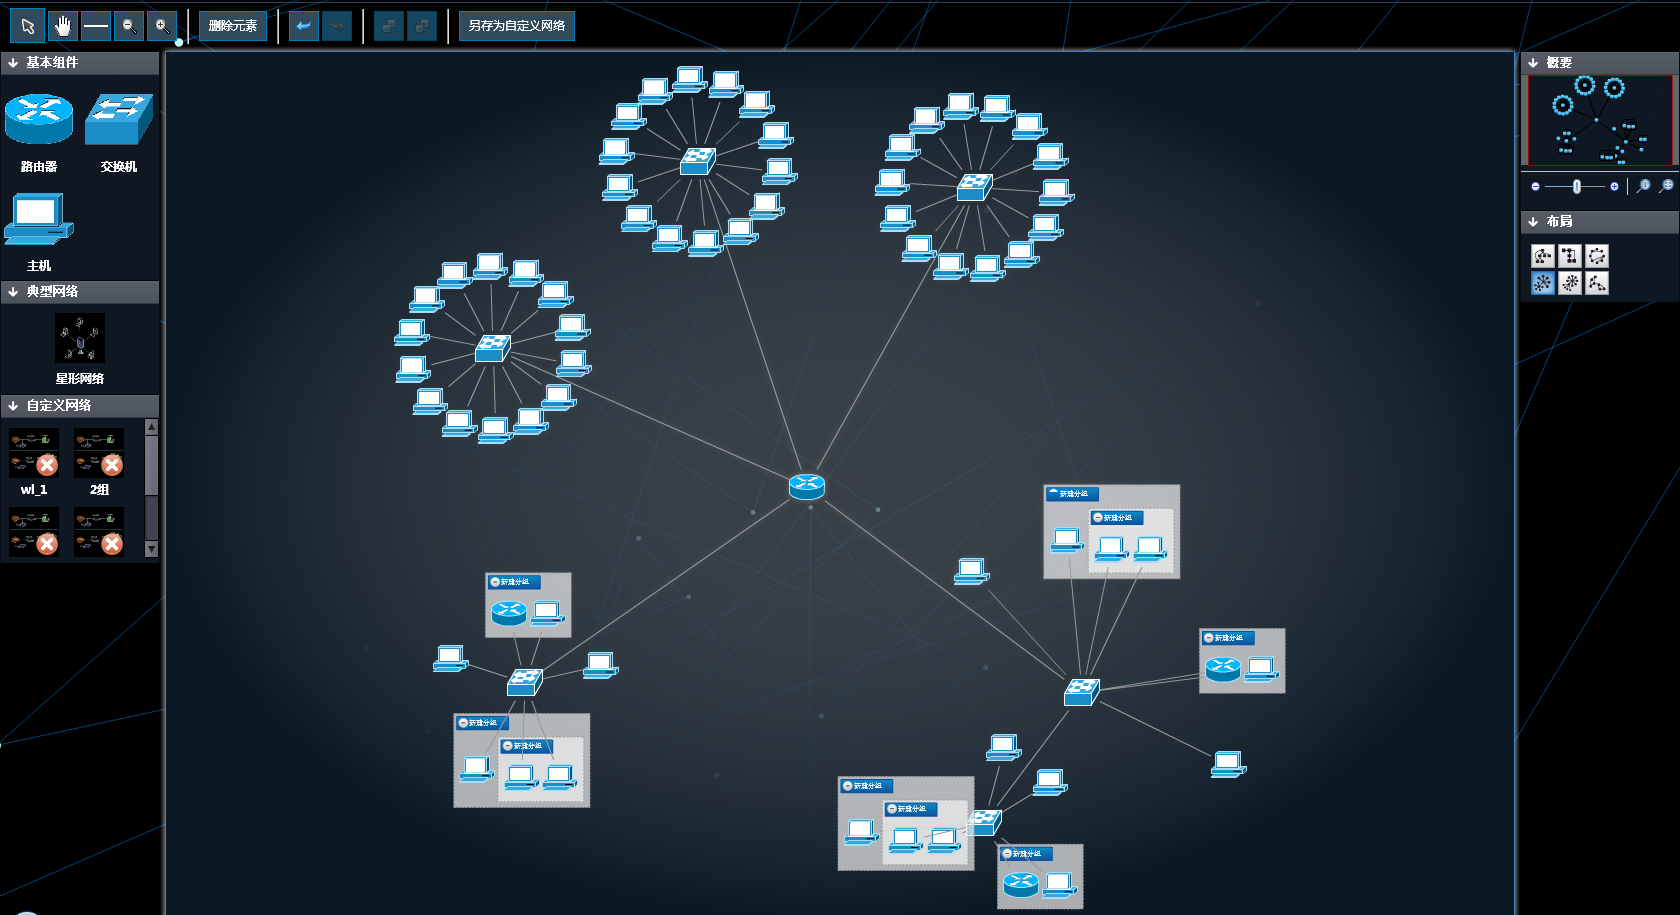 删除元素
另存为自定义网络
基本组件
路由器
交换机
主机
典型网络
星形网络
自定义网络
wl_1
2组
概要
布局
新建分组
新建分组
新建分组
新建分组
新建分组
新建分组
新建分组
新建分组
新建分组